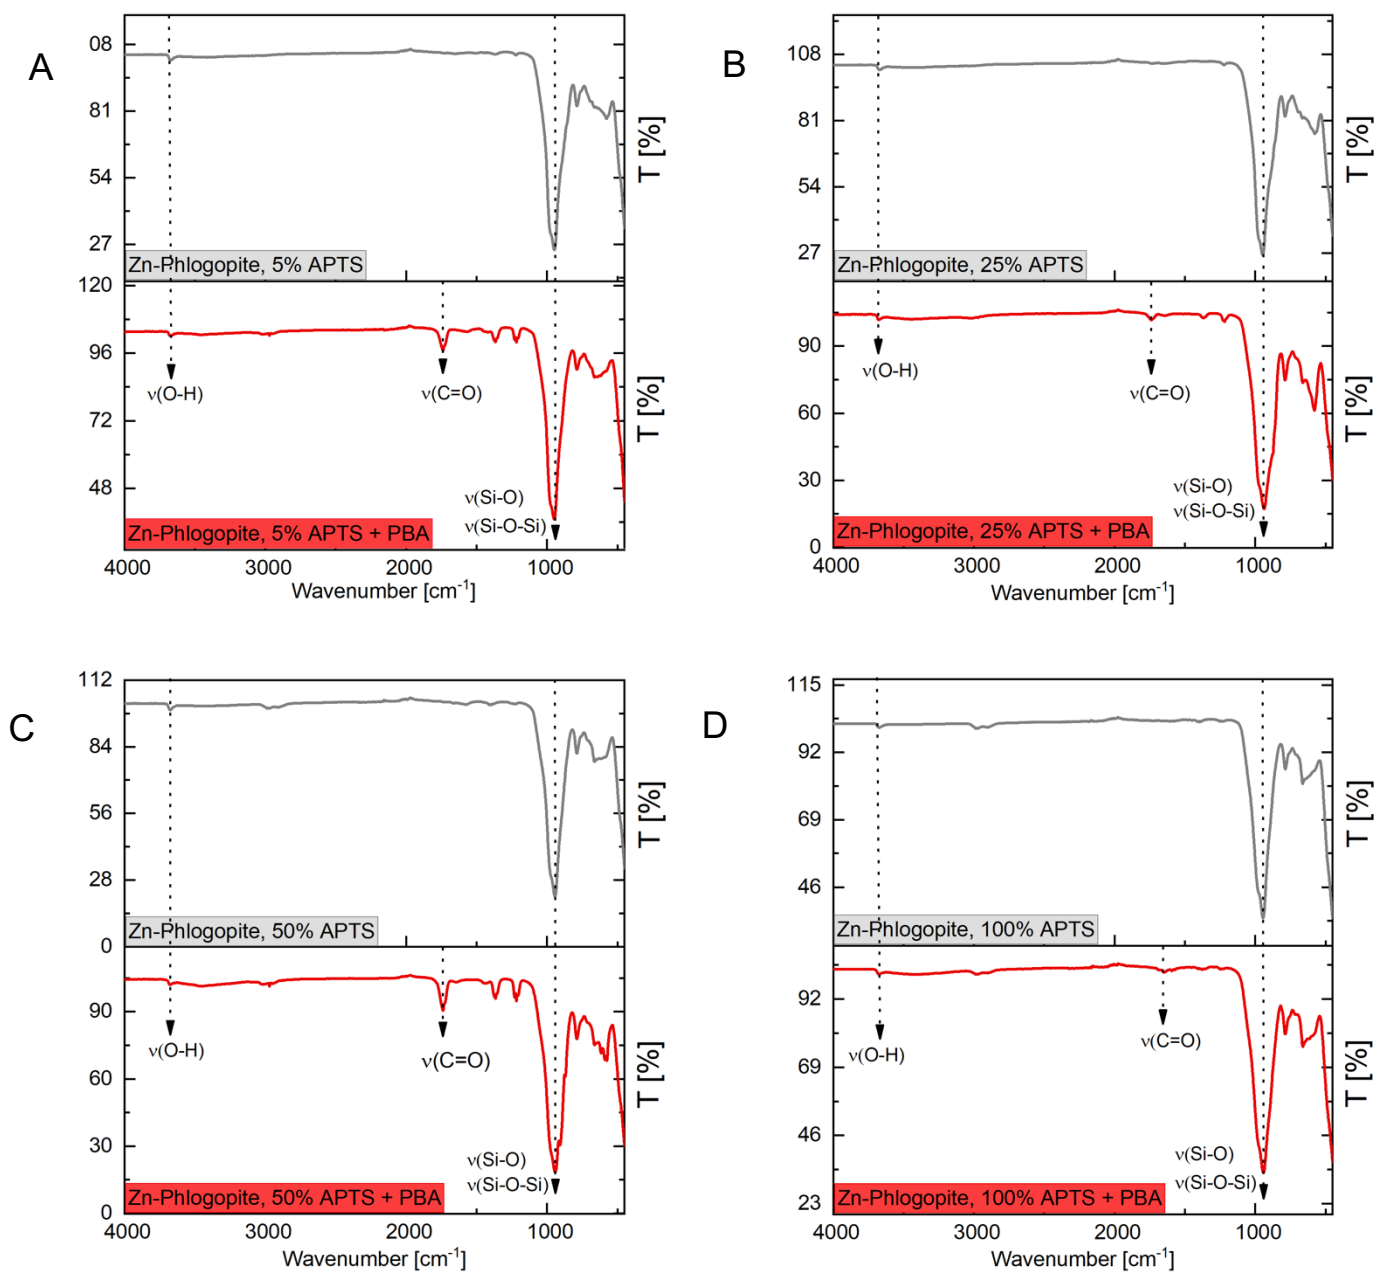 A
08
81
54
27
T [%]
Zn-Phlogopite, 5% APTS
120
96
72
48
T [%]
ν(O-H)
ν(C=O)
ν(Si-O)
ν(Si-O-Si)
Zn-Phlogopite, 5% APTS + PBA
4000 3000 2000 1000
Wavenumber [cm⁻¹]
B
108
81
54
27
T [%]
Zn-Phlogopite, 25% APTS
90
60
30
0
T [%]
ν(O-H)
ν(C=O)
ν(Si-O)
ν(Si-O-Si)
Zn-Phlogopite, 25% APTS + PBA
4000 3000 2000 1000
Wavenumber [cm⁻¹]
C
112
84
56
28
0
T [%]
Zn-Phlogopite, 50% APTS
90
60
30
0
T [%]
ν(O-H)
ν(C=O)
ν(Si-O)
ν(Si-O-Si)
Zn-Phlogopite, 50% APTS + PBA
4000 3000 2000 1000
Wavenumber [cm⁻¹]
D
115
92
69
46
T [%]
Zn-Phlogopite, 100% APTS
92
69
46
23
T [%]
ν(O-H)
ν(C=O)
ν(Si-O)
ν(Si-O-Si)
Zn-Phlogopite, 100% APTS + PBA
4000 3000 2000 1000
Wavenumber [cm⁻¹]